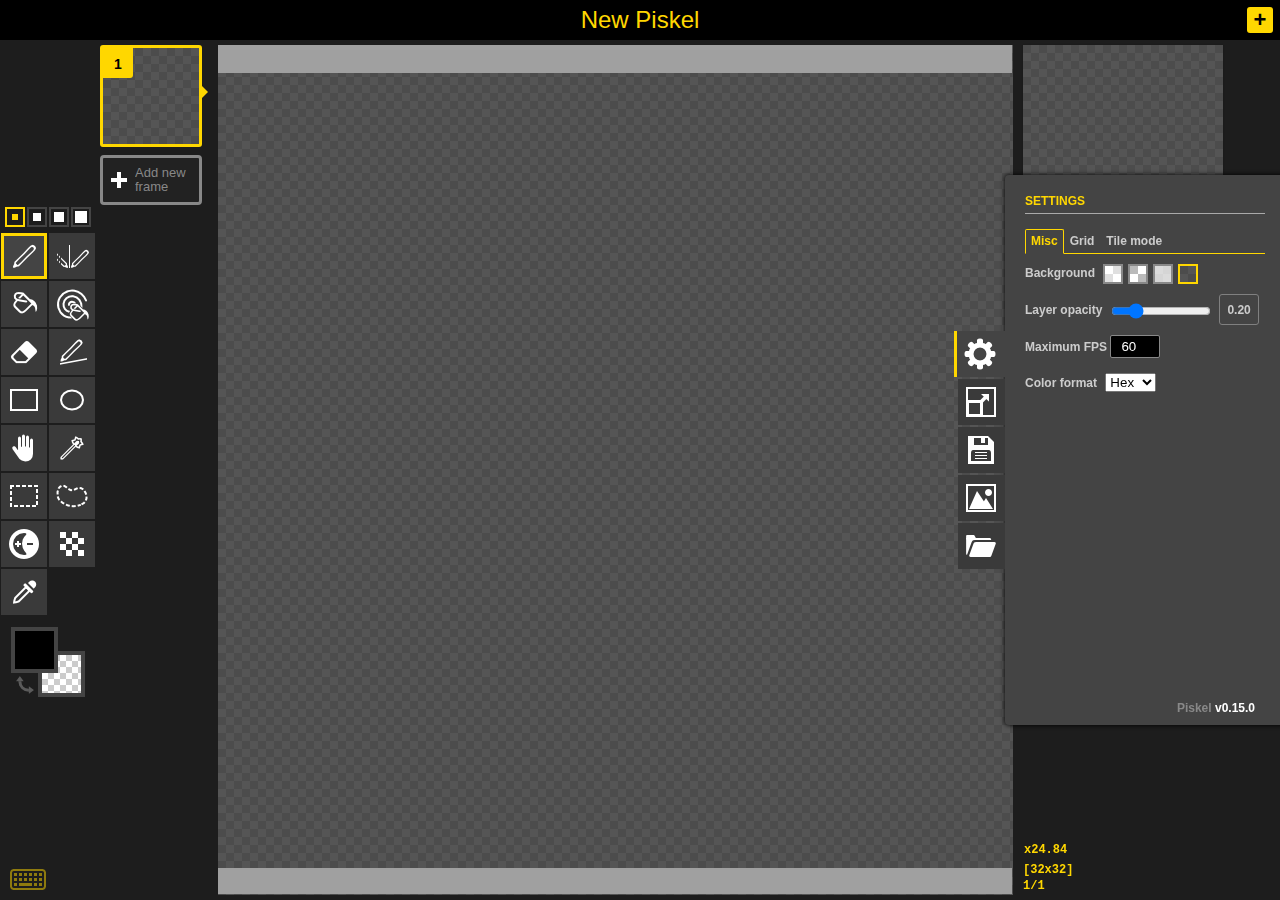 New Piskel
+
1
Add new
frame
SETTINGS
Misc Grid Tile mode
Background
Layer opacity 0.20
Maximum FPS 60
Color format Hex
Piskel v0.15.0
x24.84
[32x32]
1/1